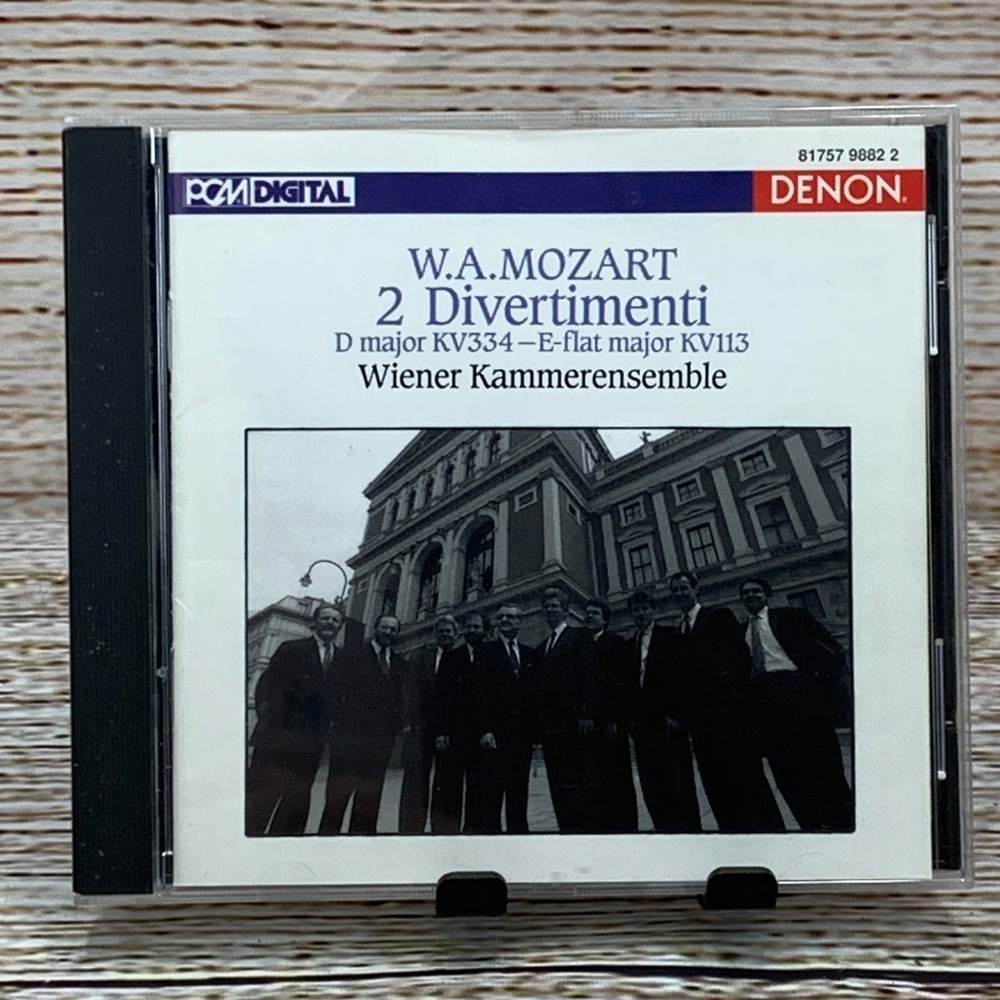 81757 9882 2
PCM DIGITAL DENON
W.A.MOZART
2 Divertimenti
D major KV334–E-flat major KV113
Wiener Kammerensemble